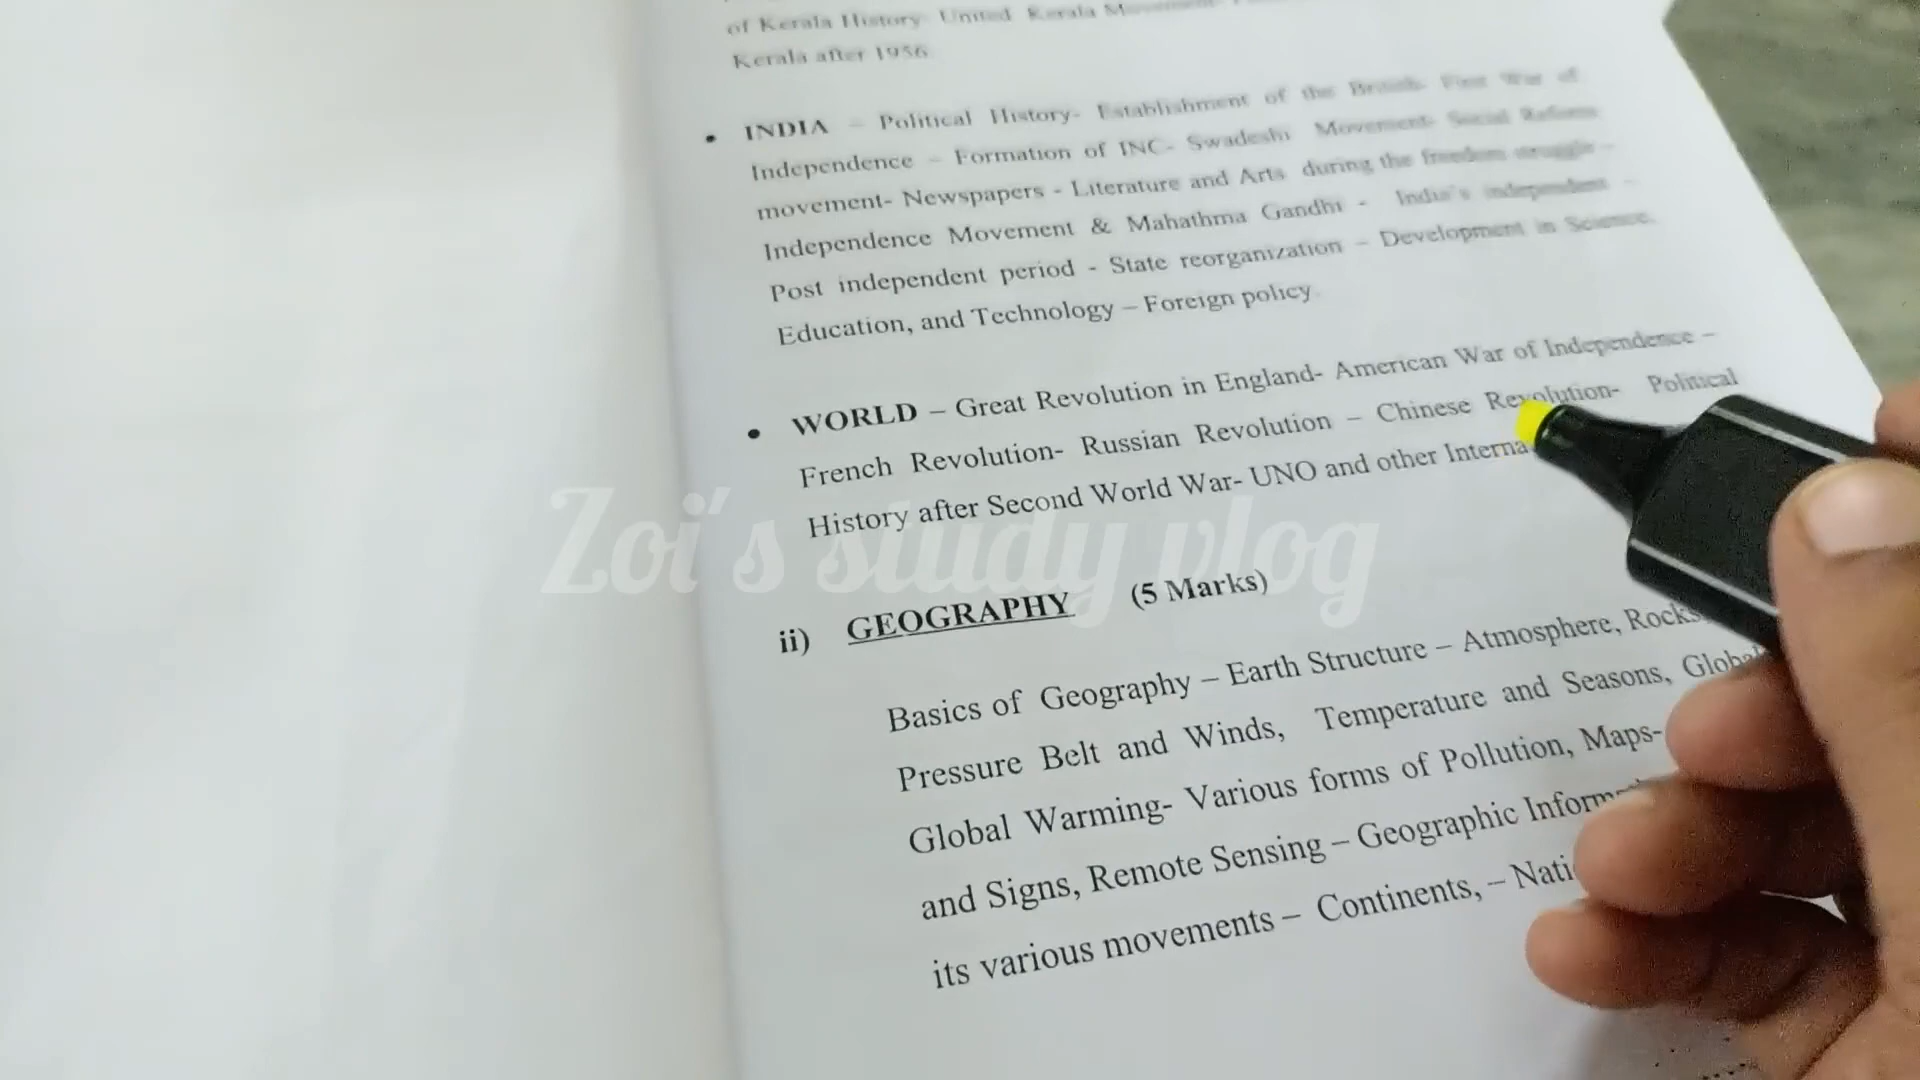 of Kerala History- United Kerala Movement-
Kerala after 1956.
• INDIA – Political History- Establishment of the British- First War of
Independence – Formation of INC- Swadeshi Movement- Social Reform
movement- Newspapers - Literature and Arts during the freedom struggle –
Independence Movement & Mahathma Gandhi - India's independent –
Post independent period - State reorganization – Development in Science,
Education, and Technology – Foreign policy.
• WORLD – Great Revolution in England- American War of Independence –
French Revolution- Russian Revolution – Chinese Revolution- Political
History after Second World War- UNO and other Interna
Zoi's study vlog
ii) GEOGRAPHY (5 Marks)
Basics of Geography – Earth Structure – Atmosphere, Rocks
Pressure Belt and Winds, Temperature and Seasons, Global
Global Warming- Various forms of Pollution, Maps-
and Signs, Remote Sensing – Geographic Inform
its various movements – Continents, – Nati